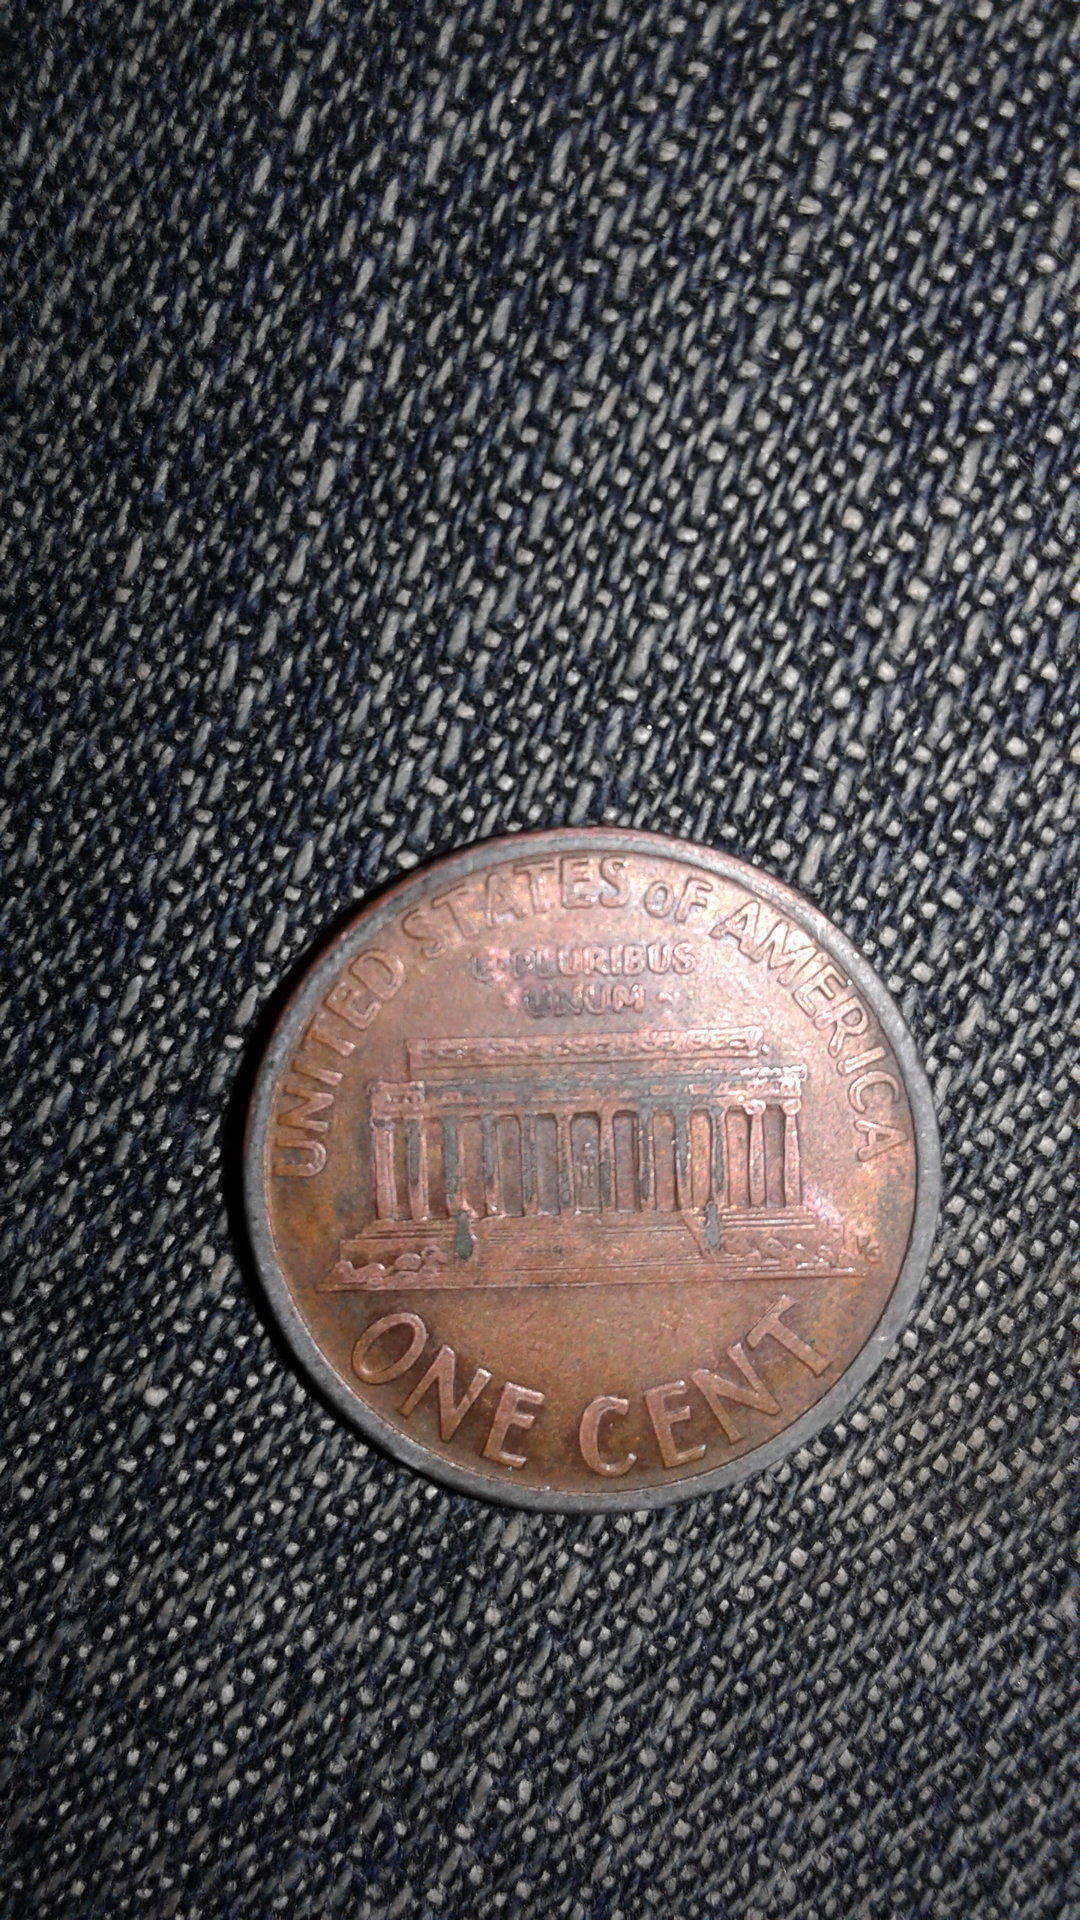 UNITED STATES OF AMERICA
E PLURIBUS
UNUM
ONE CENT